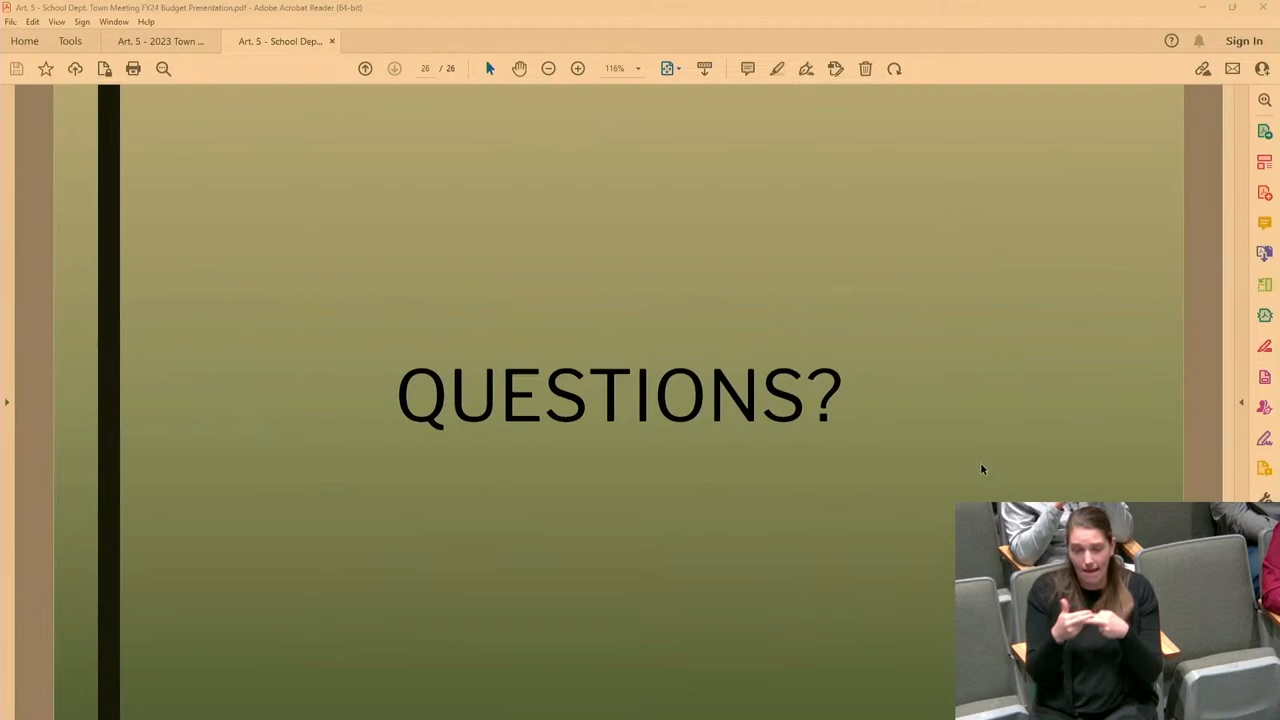 Art. 5 - School Dept. Town Meeting FY24 Budget Presentation.pdf - Adobe Acrobat Reader (64-bit)
File Edit View Sign Window Help
Home Tools Art. 5 - 2023 Town ... Art. 5 - School Dep... × Sign In
26 / 26 116%
QUESTIONS?